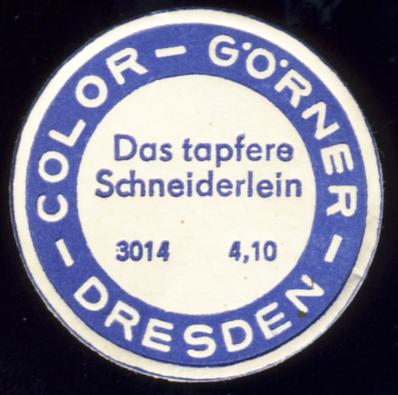 COLOR – GÖRNER – DRESDEN –
Das tapfere
Schneiderlein
3014 4,10